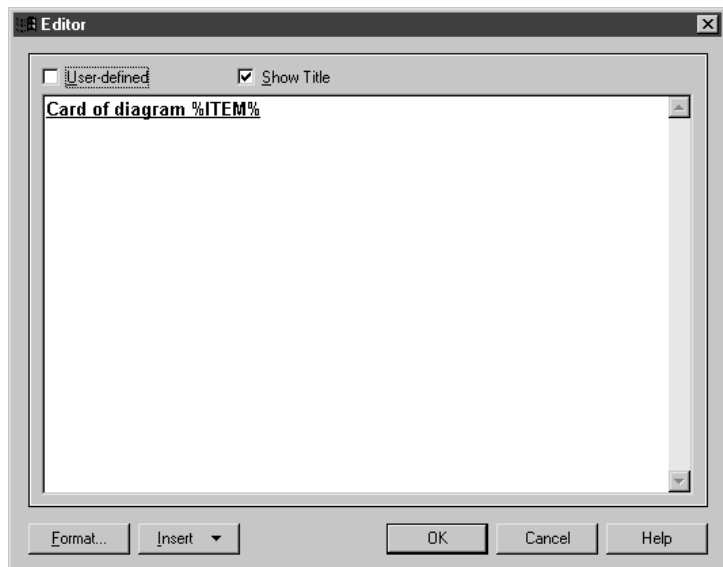 Editor
User-defined Show Title
Card of diagram %ITEM%
Format... Insert OK Cancel Help